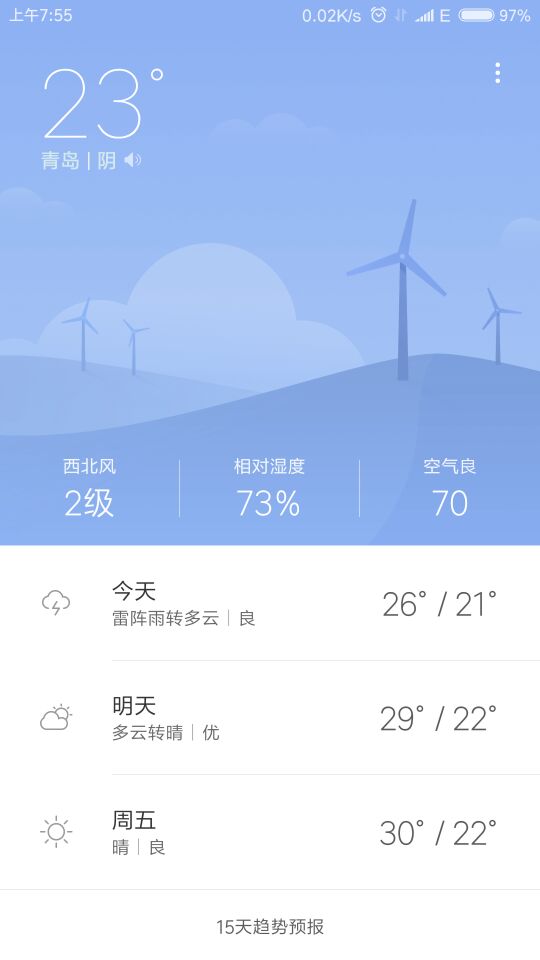 上午7:55 0.02K/s E 97%
23°
青岛 | 阴
西北风 相对湿度 空气良
2级 73% 70
今天
雷阵雨转多云 | 良
26° / 21°
明天
多云转晴 | 优
29° / 22°
周五
晴 | 良
30° / 22°
15天趋势预报